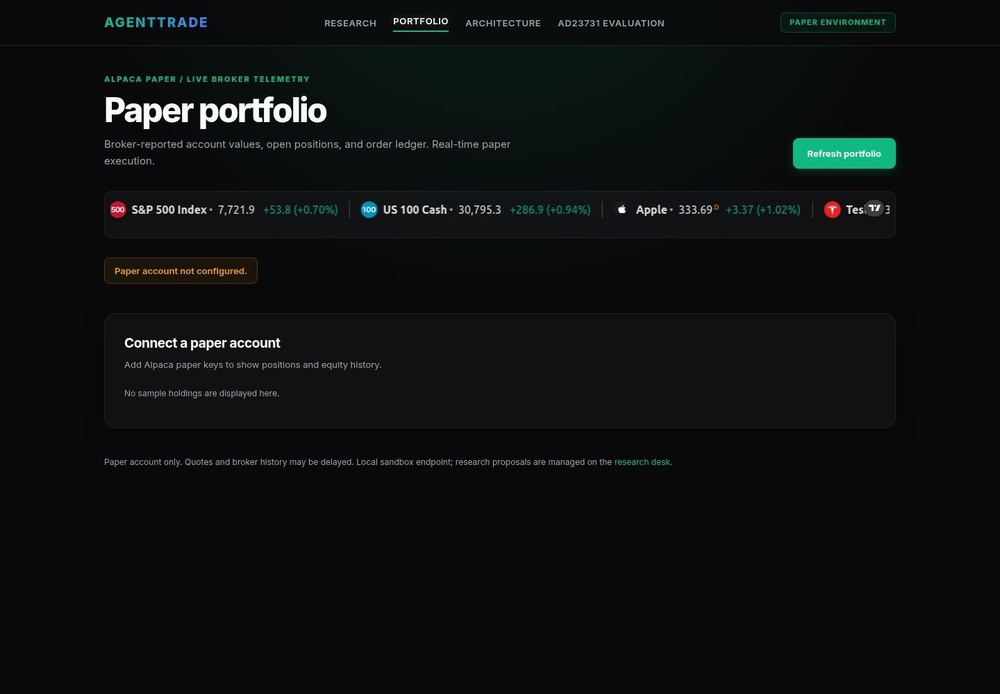 AGENTTRADE
RESEARCH PORTFOLIO ARCHITECTURE AD23731 EVALUATION
PAPER ENVIRONMENT
ALPACA PAPER / LIVE BROKER TELEMETRY
Paper portfolio
Broker-reported account values, open positions, and order ledger. Real-time paper
execution.
Refresh portfolio
500 S&P 500 Index • 7,721.9 +53.8 (+0.70%) 100 US 100 Cash • 30,795.3 +286.9 (+0.94%) Apple • 333.69 D +3.37 (+1.02%)
Paper account not configured.
Connect a paper account
Add Alpaca paper keys to show positions and equity history.
No sample holdings are displayed here.
Paper account only. Quotes and broker history may be delayed. Local sandbox endpoint; research proposals are managed on the research desk.